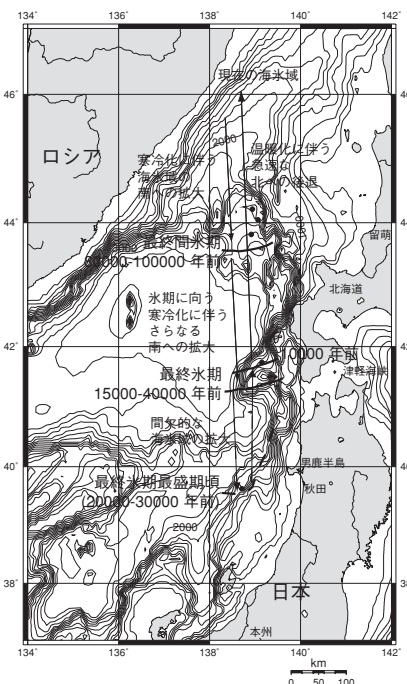 134˚ 136˚ 138˚ 140˚ 142˚
現在の海氷域
46˚
2000
ロシア
寒冷化に伴う
海氷域の
南への拡大
温暖化に伴う
急速な
北への後退
44˚
留萌
最終間氷期
-100000 年前
北海道
氷期に向う
寒冷化に伴う
さらなる
南への拡大
42˚
10000 年前
津軽海峡
最終氷期
15000-40000 年前
間欠的な
海氷域の拡大
40˚
男鹿半島
最終氷期最盛期頃
(20000-30000 年前)
秋田
2000
38˚
日本
本州
134˚ 136˚ 138˚ 140˚ 142˚
km
0 50 100